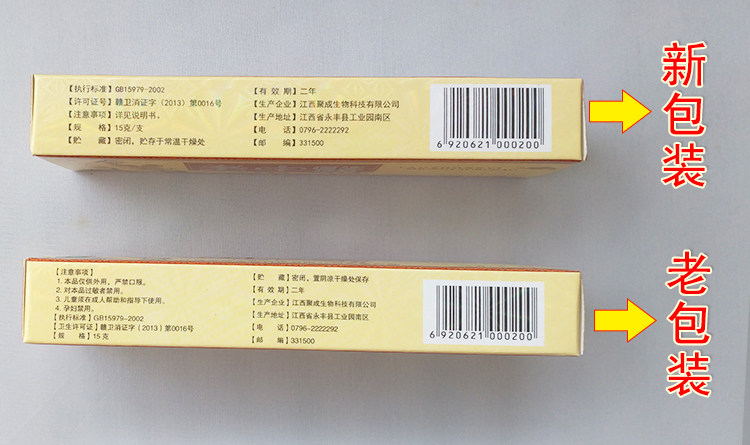 【执行标准】GB15979-2002
【许可证号】赣卫消证字（2013）第0016号
【注意事项】详见说明书。
【规 格】15克/支
【贮 藏】密闭，贮存于常温干燥处
【有 效 期】二年
【生产企业】江西聚成生物科技有限公司
【生产地址】江西省永丰县工业园南区
【电 话】0796-2222292
【邮 编】331500
6 920621 000200
新包装
【注意事项】
1. 本品仅供外用，严禁口服。
2. 对本品过敏者禁用。
3. 儿童须在成人帮助和指导下使用。
4. 孕妇禁用。
【执行标准】GB15979-2002
【卫生许可证】赣卫消证字〔2013〕第0016号
【规 格】15克
【贮 藏】密闭，置阴凉干燥处保存
【有 效 期】二年
【生产企业】江西聚成生物科技有限公司
【生产地址】江西省永丰县工业园南区
【电 话】0796-2222292
【邮 编】331500
6 920621 000200
老包装